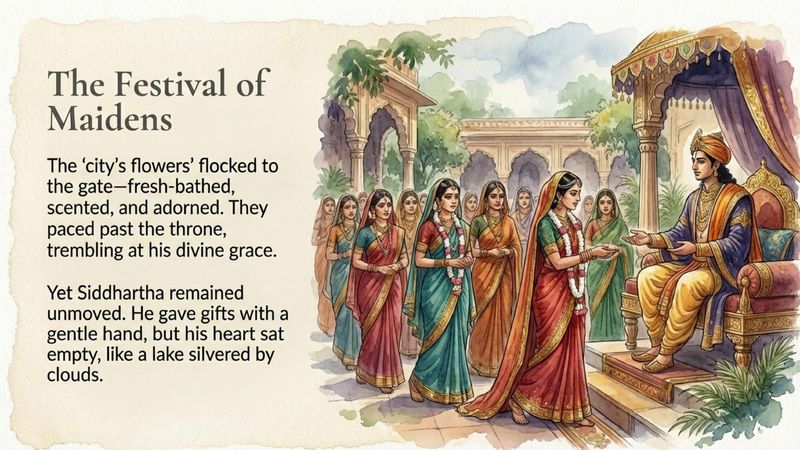 The Festival of
Maidens
The ‘city’s flowers’ flocked to
the gate—fresh-bathed,
scented, and adorned. They
paced past the throne,
trembling at his divine grace.
Yet Siddhartha remained
unmoved. He gave gifts with a
gentle hand, but his heart sat
empty, like a lake silvered by
clouds.